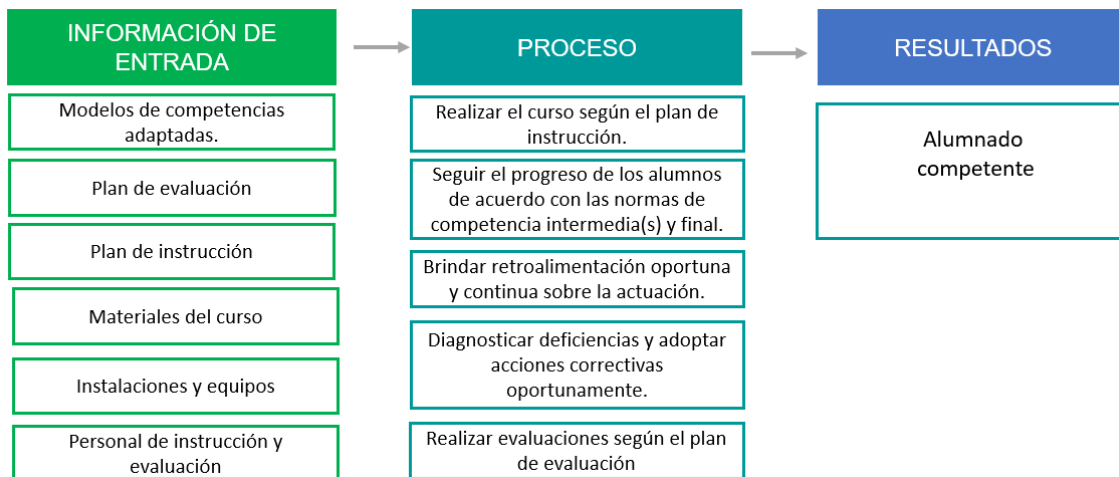 INFORMACIÓN DE
ENTRADA
Modelos de competencias
adaptadas.
Plan de evaluación
Plan de instrucción
Materiales del curso
Instalaciones y equipos
Personal de instrucción y
evaluación
PROCESO
Realizar el curso según el plan de
instrucción.
Seguir el progreso de los alumnos
de acuerdo con las normas de
competencia intermedia(s) y final.
Brindar retroalimentación oportuna
y continua sobre la actuación.
Diagnosticar deficiencias y adoptar
acciones correctivas
oportunamente.
Realizar evaluaciones según el plan
de evaluación
RESULTADOS
Alumnado
competente